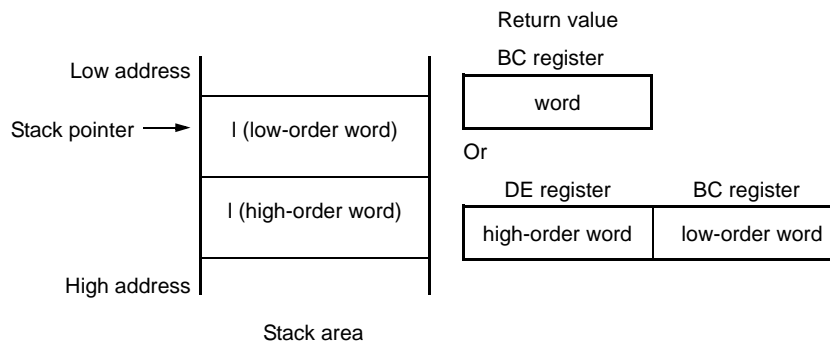 Return value
Low address
BC register
word
Stack pointer
l (low-order word)
Or
DE register
BC register
l (high-order word)
high-order word
low-order word
High address
Stack area